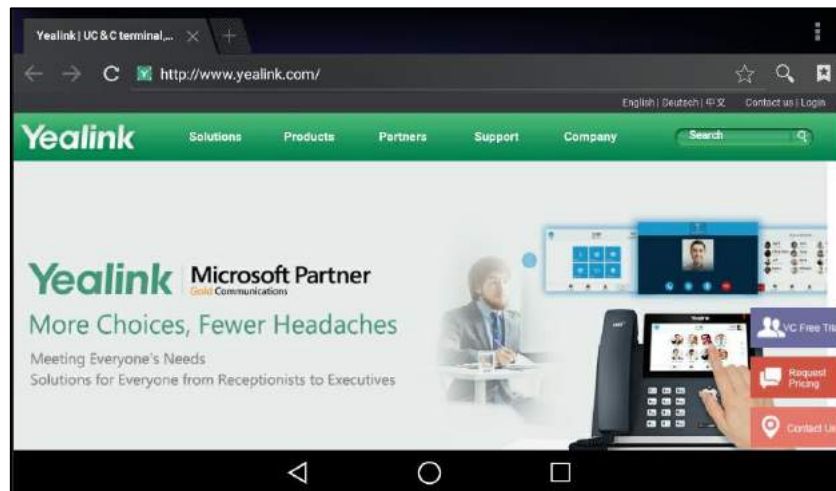 Yealink | UC & C terminal,...
http://www.yealink.com/
English | Deutsch | 中文 Contact us | Login
Yealink Solutions Products Partners Support Company Search
Yealink Microsoft Partner
Gold Communications
More Choices, Fewer Headaches
Meeting Everyone's Needs
Solutions for Everyone from Receptionists to Executives
Yealink
VC Free Tria
Request
Pricing
Contact Us